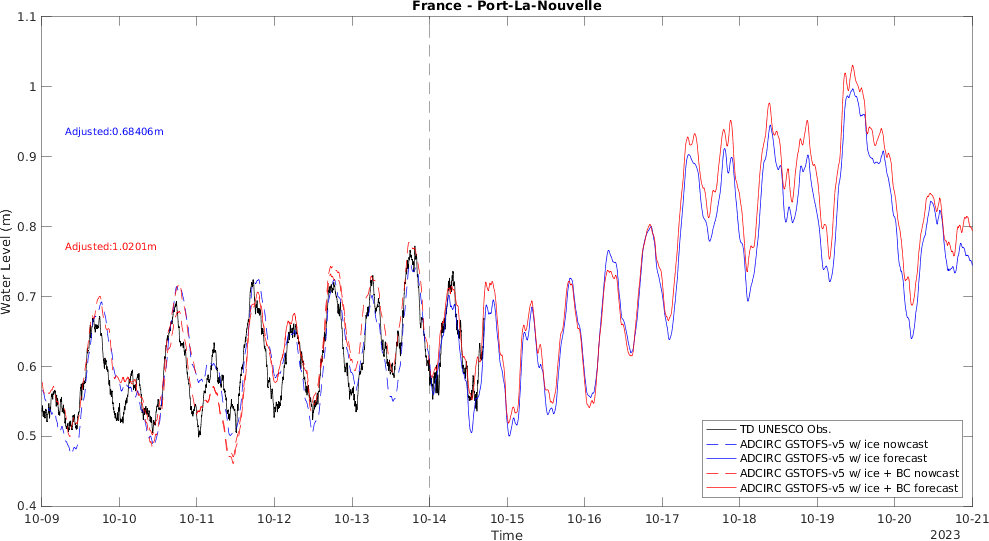 France - Port-La-Nouvelle
1.1
1
0.9
0.8
0.7
0.6
0.5
0.4
Water Level (m)
Adjusted:0.68406m
Adjusted:1.0201m
TD UNESCO Obs.
ADCIRC GSTOFS-v5 w/ ice nowcast
ADCIRC GSTOFS-v5 w/ ice forecast
ADCIRC GSTOFS-v5 w/ ice + BC nowcast
ADCIRC GSTOFS-v5 w/ ice + BC forecast
10-09 10-10 10-11 10-12 10-13 10-14 10-15 10-16 10-17 10-18 10-19 10-20 10-21
Time
2023